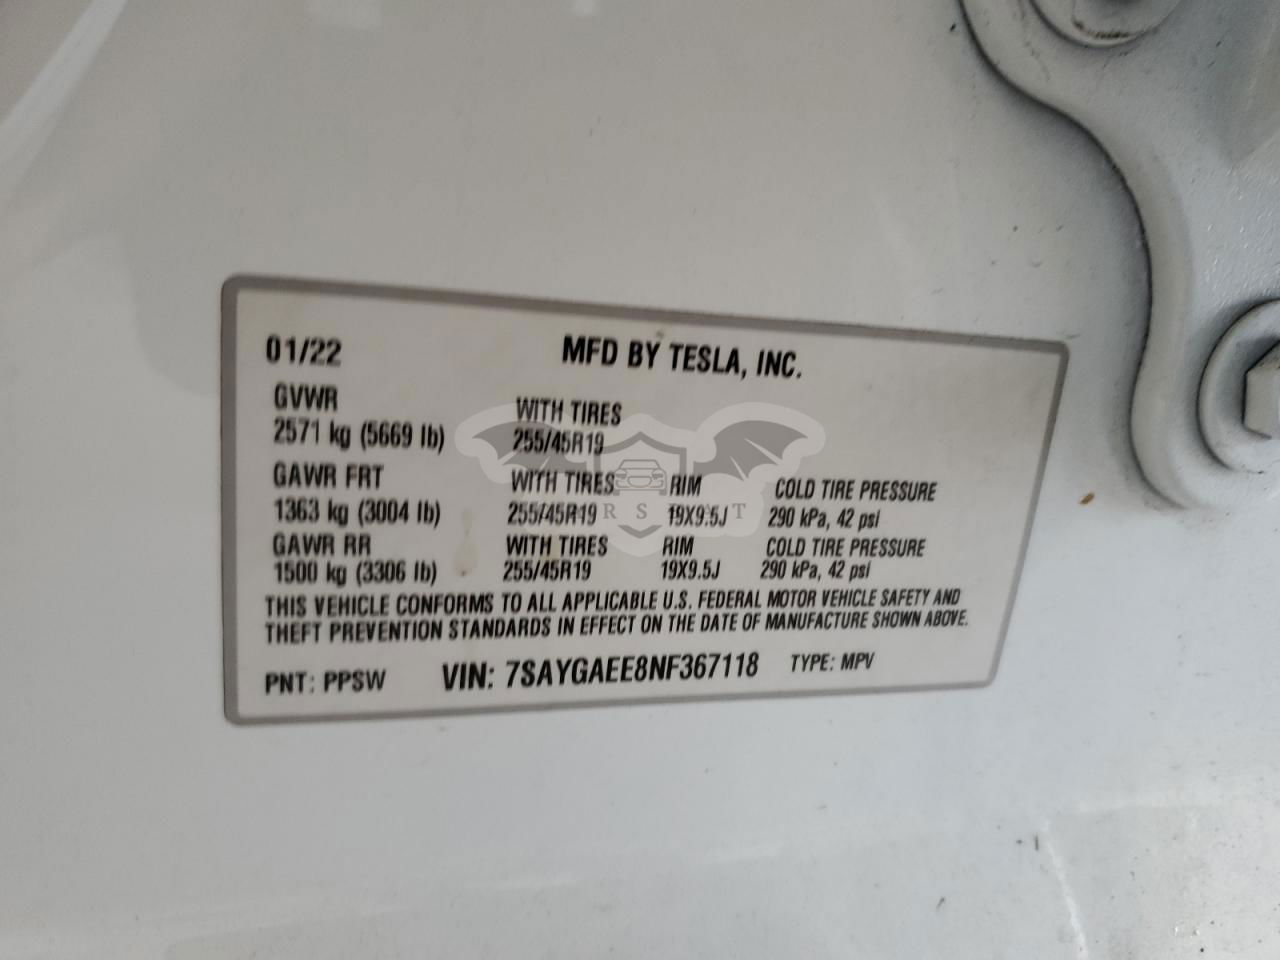 01/22 MFD BY TESLA, INC.
GVWR WITH TIRES
2571 kg (5669 lb) 255/45R19
GAWR FRT WITH TIRES RIM COLD TIRE PRESSURE
1363 kg (3004 lb) 255/45R19 19X9.5J 290 kPa, 42 psi
GAWR RR WITH TIRES RIM COLD TIRE PRESSURE
1500 kg (3306 lb) 255/45R19 19X9.5J 290 kPa, 42 psi
THIS VEHICLE CONFORMS TO ALL APPLICABLE U.S. FEDERAL MOTOR VEHICLE SAFETY AND
THEFT PREVENTION STANDARDS IN EFFECT ON THE DATE OF MANUFACTURE SHOWN ABOVE.
PNT: PPSW VIN: 7SAYGAEE8NF367118 TYPE: MPV